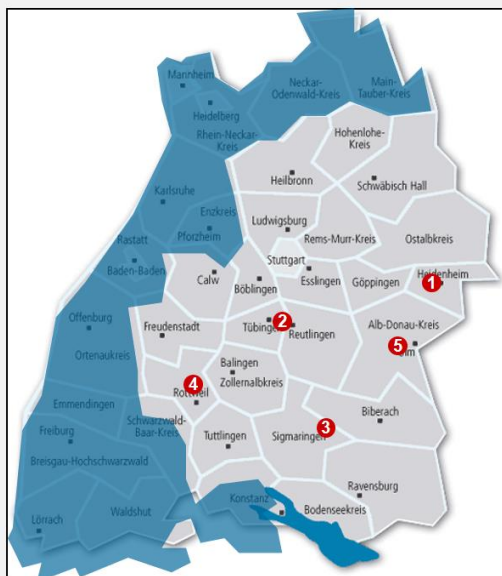 Mannheim
Neckar-
Odenwald-Kreis
Main-
Tauber-Kreis
Heidelberg
Rhein-Neckar-
Kreis
Hohenlohe-
Kreis
Heilbronn
Schwäbisch Hall
Karlsruhe
Enzkreis
Pforzheim
Ludwigsburg
Rems-Murr-Kreis
Ostalbkreis
Rastatt
Baden-Baden
Stuttgart
Esslingen
Göppingen
Heidenheim
1
Calw
Böblingen
Offenburg
Ortenaukreis
Freudenstadt
Tübingen
2
Reutlingen
Alb-Donau-Kreis
5
Balingen
Zollernalbkreis
4
Rottweil
Emmendingen
Freiburg
Schwarzwald-
Baar-Kreis
Breisgau-Hochschwarzwald
Tuttlingen
Sigmaringen
3
Biberach
Lörrach
Waldshut
Konstanz
Bodenseekreis
Ravensburg